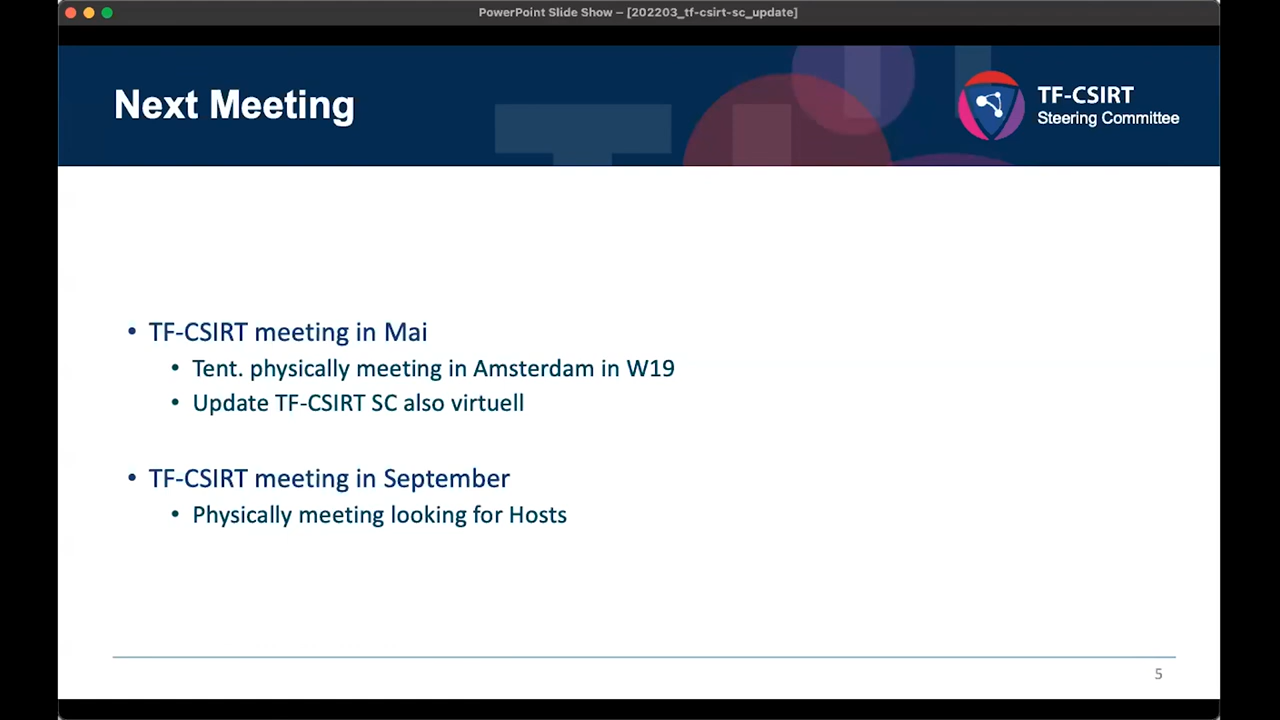 PowerPoint Slide Show – [202203_tf-csirt-sc_update]
Next Meeting
TF-CSIRT
Steering Committee
• TF-CSIRT meeting in Mai
• Tent. physically meeting in Amsterdam in W19
• Update TF-CSIRT SC also virtuell
• TF-CSIRT meeting in September
• Physically meeting looking for Hosts
5